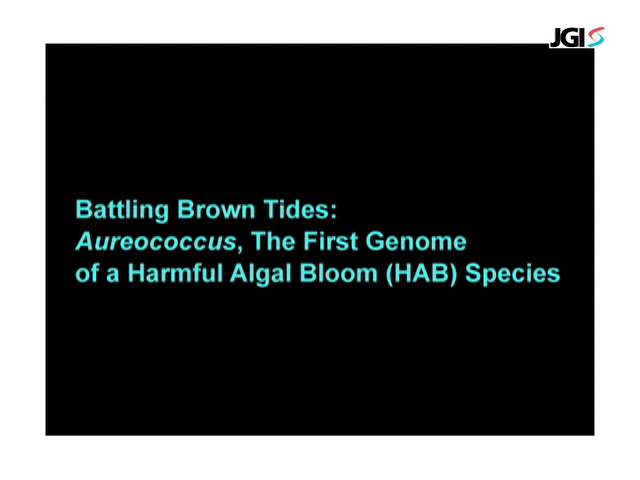 JGI
Battling Brown Tides:
Aureococcus, The First Genome
of a Harmful Algal Bloom (HAB) Species